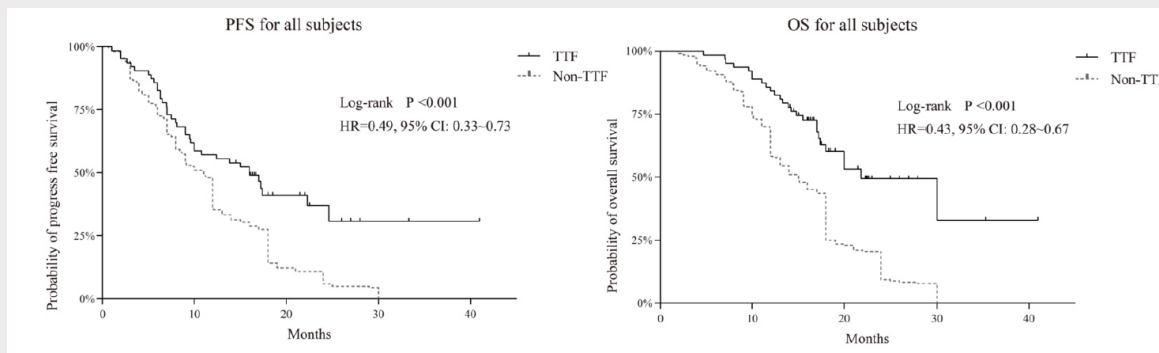 PFS for all subjects
100%
75%
50%
25%
0%
0
10
20
30
40
Months
Probability of progress free survival
TTF
Non-TTF
Log-rank P <0.001
HR=0.49, 95% CI: 0.33~0.73
OS for all subjects
100%
75%
50%
25%
0%
0
10
20
30
40
Months
Probability of overall survival
TTF
Non-TTF
Log-rank P <0.001
HR=0.43, 95% CI: 0.28~0.67